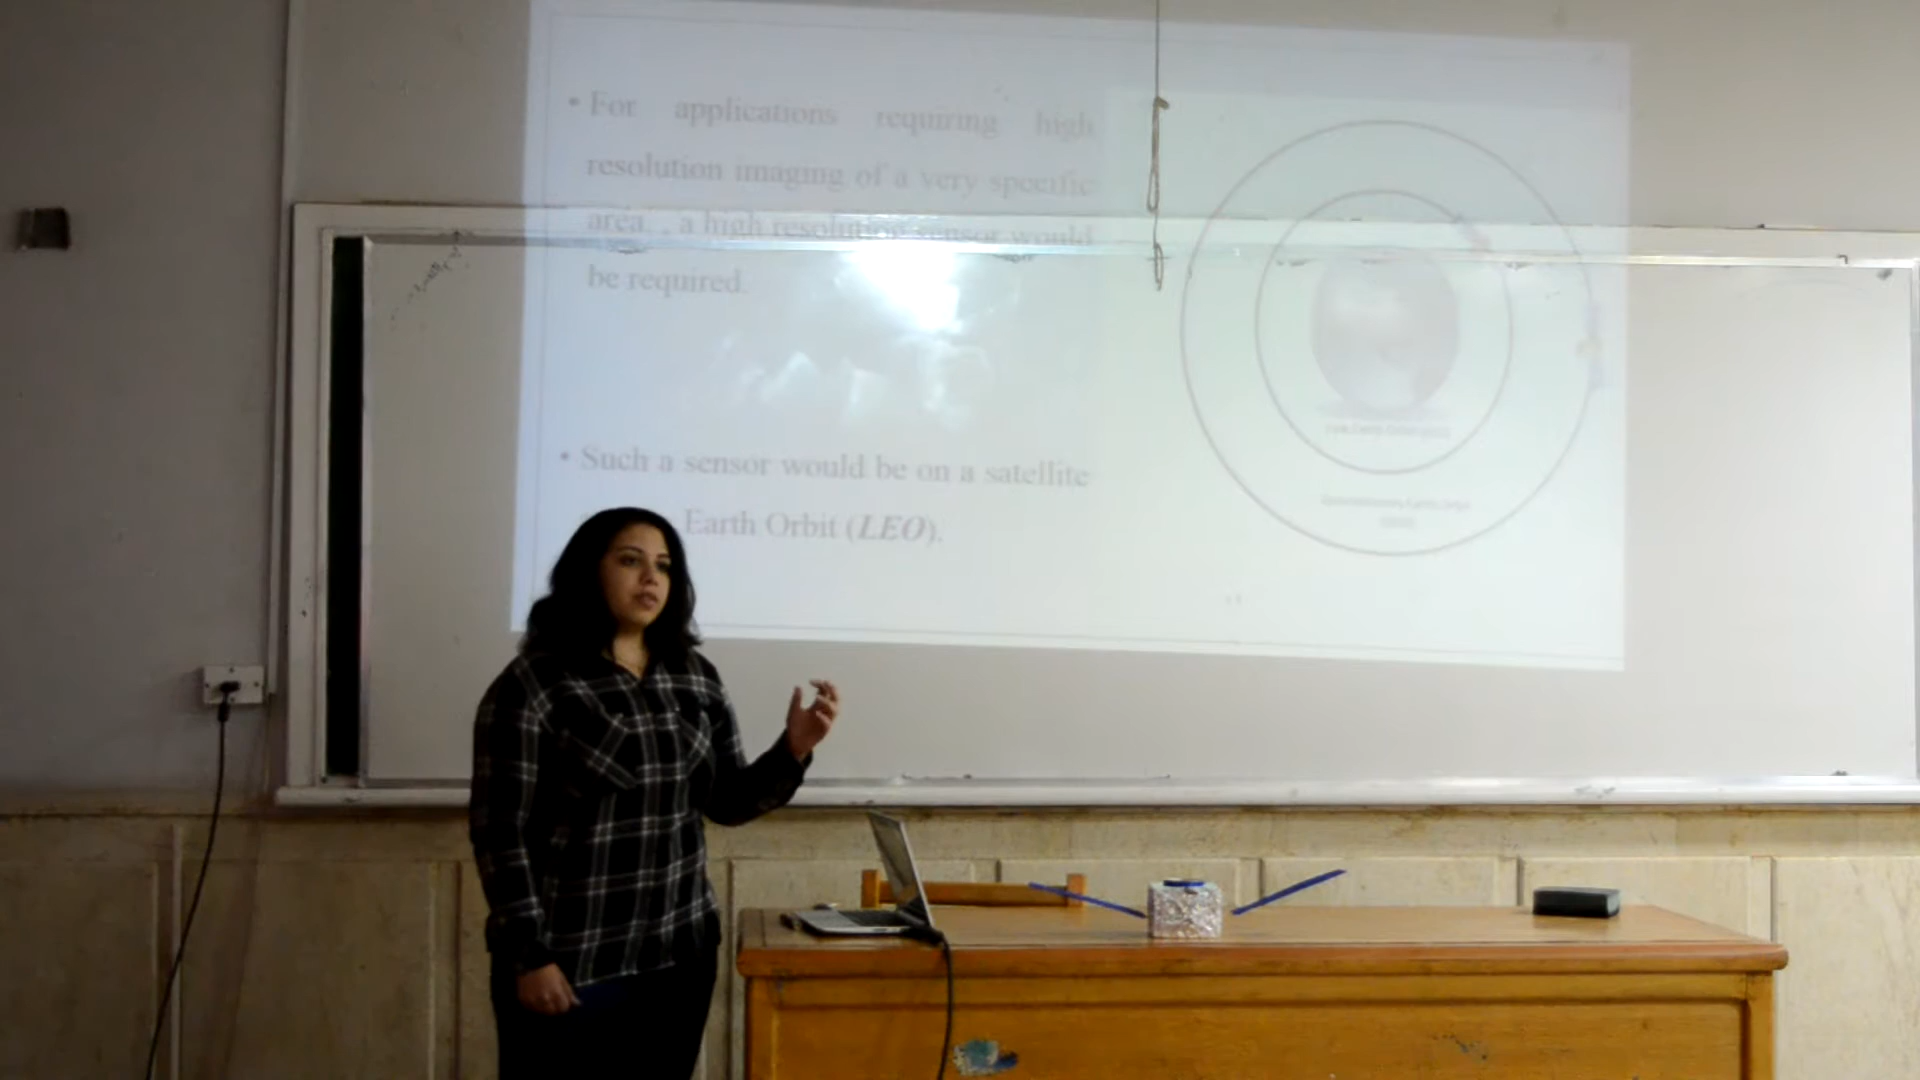 • For applications requiring high
resolution imaging of a very specific
area, , a high resolution sensor would
be required.
• Such a sensor would be on a satellite
Earth Orbit (LEO).